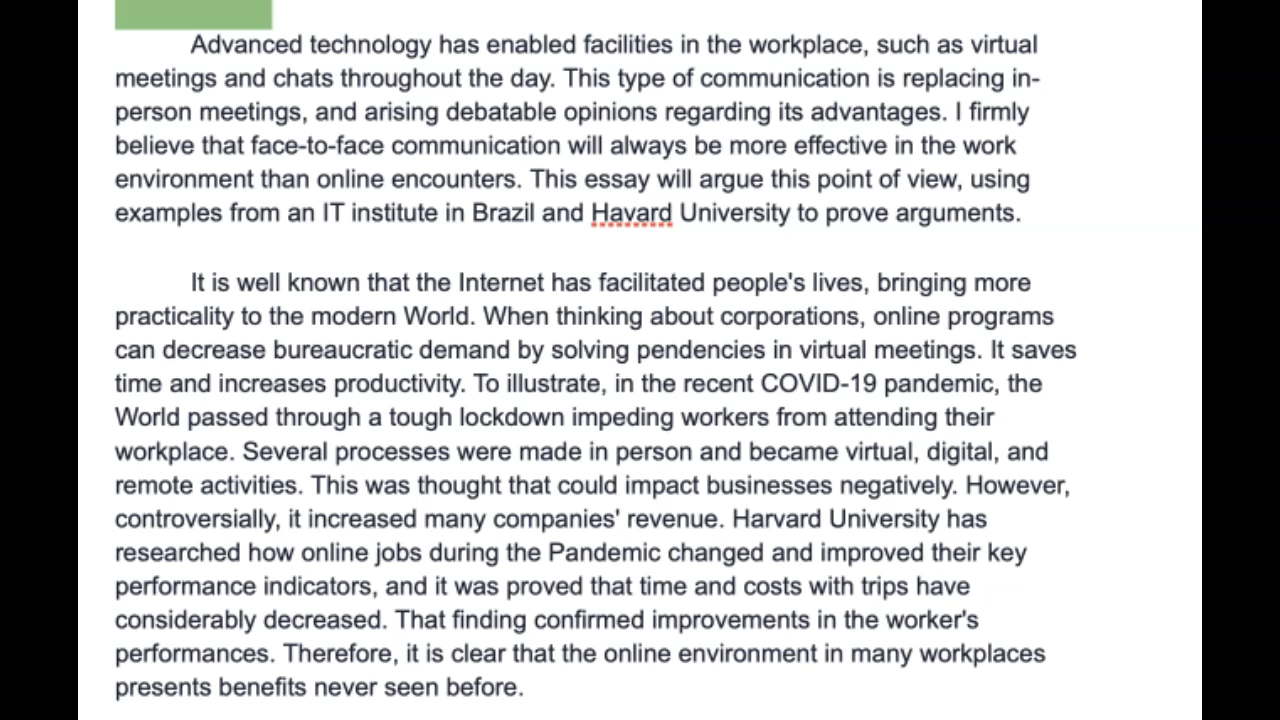 Advanced technology has enabled facilities in the workplace, such as virtual
meetings and chats throughout the day. This type of communication is replacing in-
person meetings, and arising debatable opinions regarding its advantages. I firmly
believe that face-to-face communication will always be more effective in the work
environment than online encounters. This essay will argue this point of view, using
examples from an IT institute in Brazil and Havard University to prove arguments.
It is well known that the Internet has facilitated people's lives, bringing more
practicality to the modern World. When thinking about corporations, online programs
can decrease bureaucratic demand by solving pendencies in virtual meetings. It saves
time and increases productivity. To illustrate, in the recent COVID-19 pandemic, the
World passed through a tough lockdown impeding workers from attending their
workplace. Several processes were made in person and became virtual, digital, and
remote activities. This was thought that could impact businesses negatively. However,
controversially, it increased many companies' revenue. Harvard University has
researched how online jobs during the Pandemic changed and improved their key
performance indicators, and it was proved that time and costs with trips have
considerably decreased. That finding confirmed improvements in the worker's
performances. Therefore, it is clear that the online environment in many workplaces
presents benefits never seen before.